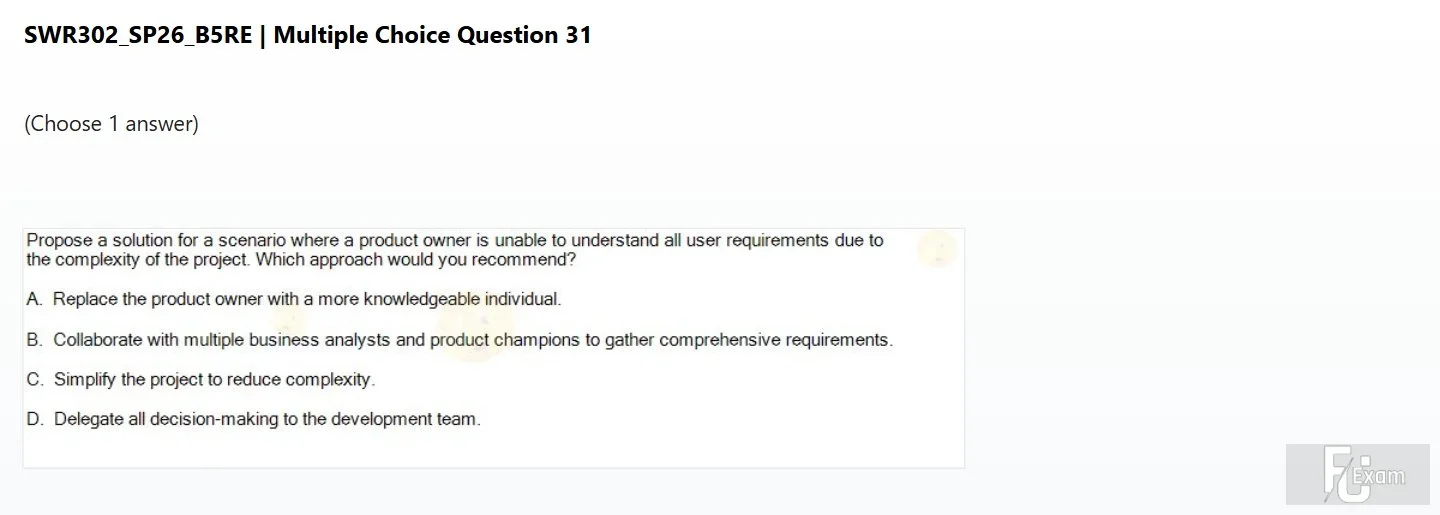 SWR302_SP26_B5RE | Multiple Choice Question 31
(Choose 1 answer)
Propose a solution for a scenario where a product owner is unable to understand all user requirements due to
the complexity of the project. Which approach would you recommend?
A. Replace the product owner with a more knowledgeable individual.
B. Collaborate with multiple business analysts and product champions to gather comprehensive requirements.
C. Simplify the project to reduce complexity.
D. Delegate all decision-making to the development team.
Exam